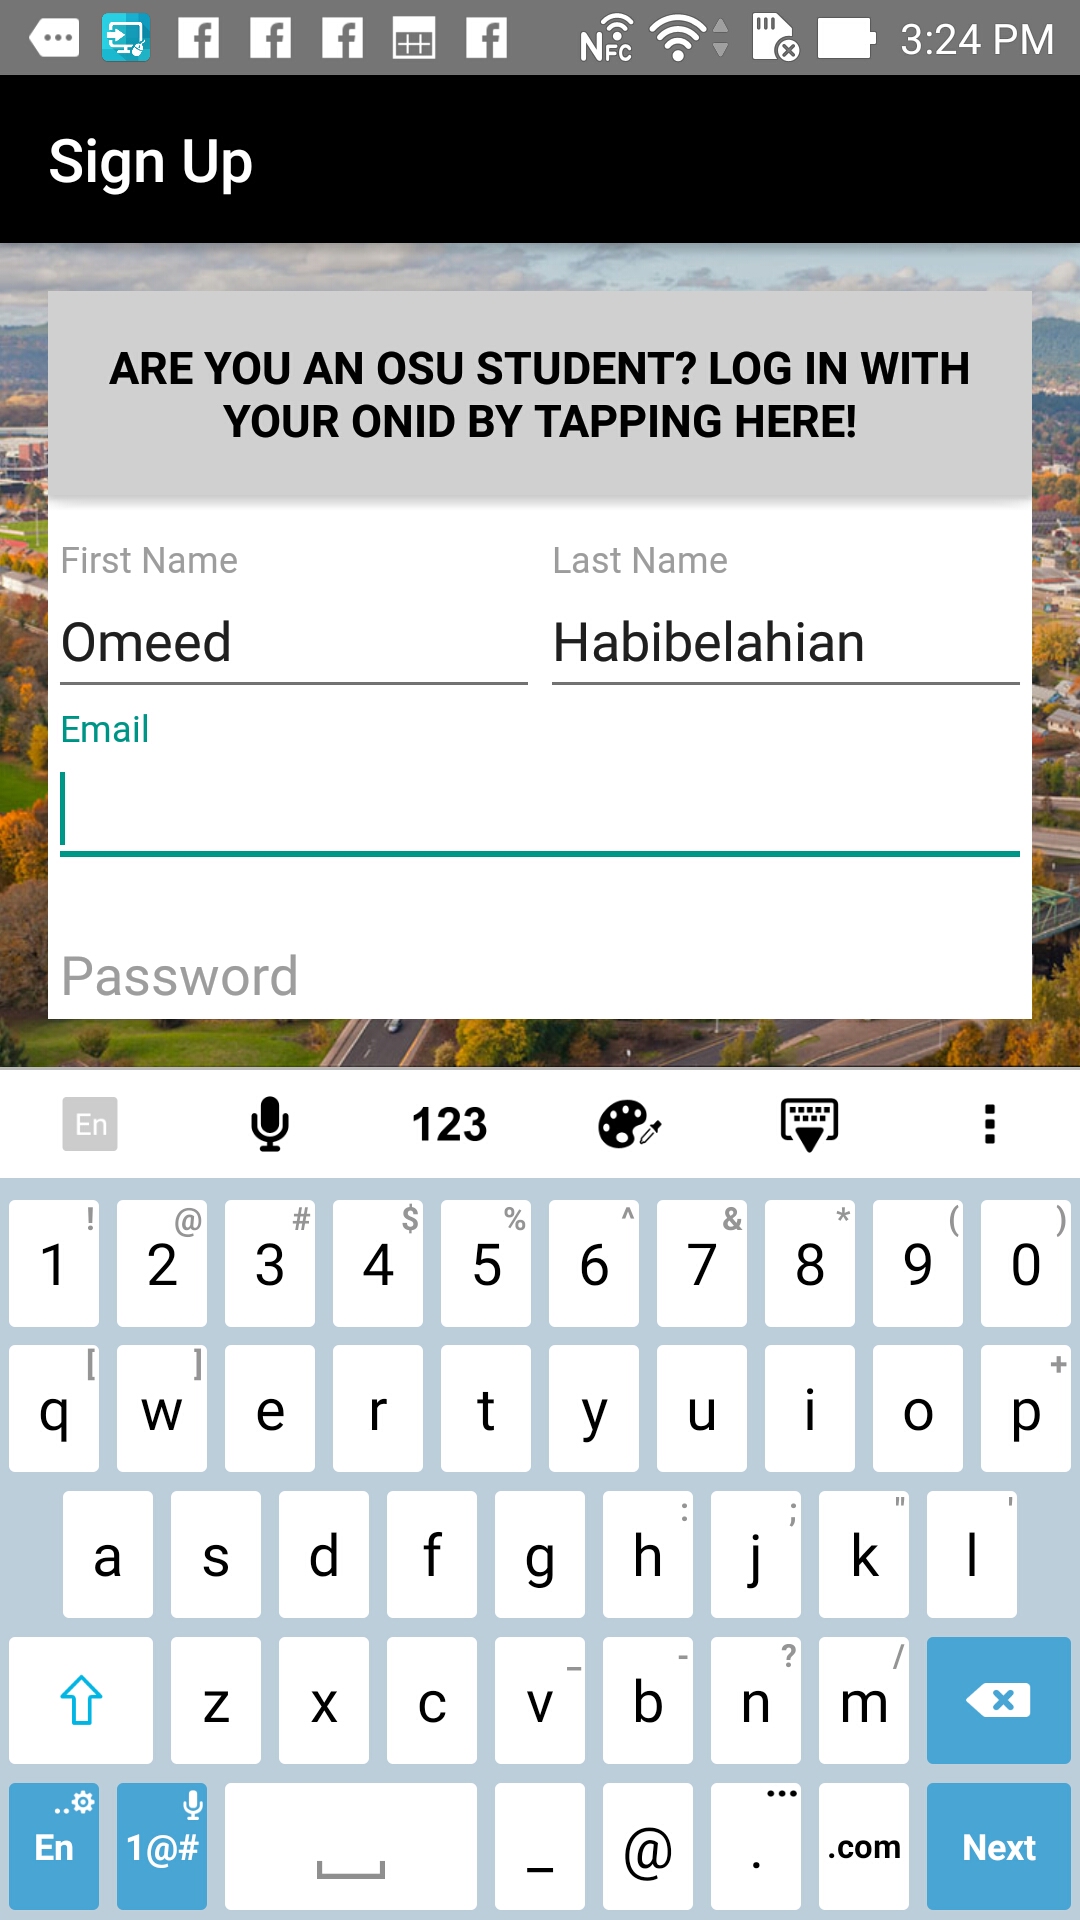 NFC 3:24 PM
Sign Up
ARE YOU AN OSU STUDENT? LOG IN WITH
YOUR ONID BY TAPPING HERE!
First Name Last Name
Omeed Habibelahian
Email
Password
En 123
! @ # $ % ^ & * ( )
1 2 3 4 5 6 7 8 9 0
[ ] +
q w e r t y u i o p
: ; " '
a s d f g h j k l
_ - ? /
z x c v b n m
En 1@# _ @ . .com Next